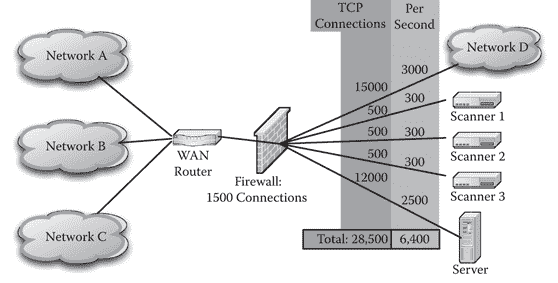 TCP
Connections
Per
Second
Network A
Network B
Network C
WAN
Router
Firewall:
1500 Connections
15000
3000
500
300
500
300
500
300
12000
2500
Total: 28,500
6,400
Network D
Scanner 1
Scanner 2
Scanner 3
Server